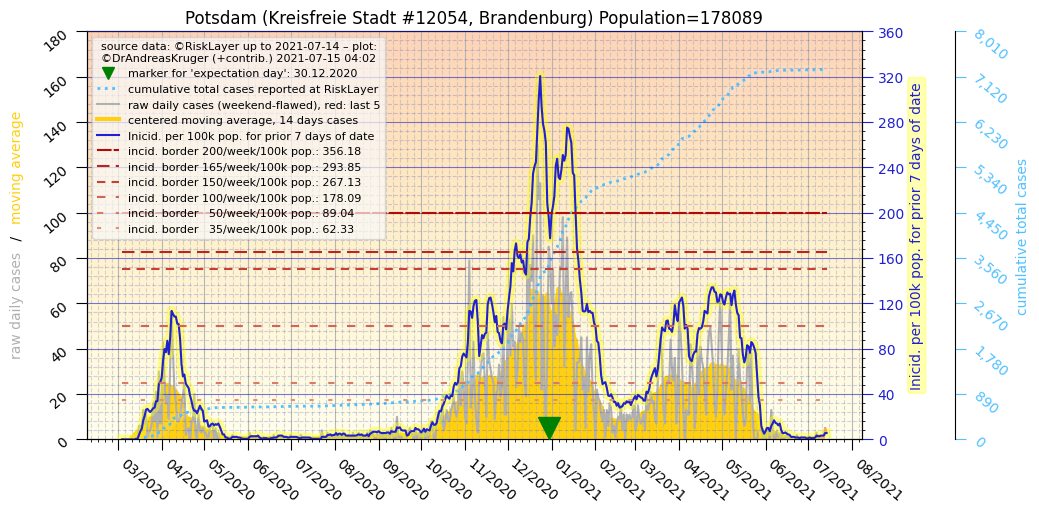 Potsdam (Kreisfreie Stadt #12054, Brandenburg) Population=178089
source data: ©RiskLayer up to 2021-07-14 – plot:
©DrAndreasKruger (+contrib.) 2021-07-15 04:02
marker for 'expectation day': 30.12.2020
cumulative total cases reported at RiskLayer
raw daily cases (weekend-flawed), red: last 5
centered moving average, 14 days cases
Inicid. per 100k pop. for prior 7 days of date
incid. border 200/week/100k pop.: 356.18
incid. border 165/week/100k pop.: 293.85
incid. border 150/week/100k pop.: 267.13
incid. border 100/week/100k pop.: 178.09
incid. border 50/week/100k pop.: 89.04
incid. border 35/week/100k pop.: 62.33
raw daily cases / moving average
180
160
140
120
100
80
60
40
20
0
360
320
280
240
200
160
120
80
40
0
Inicid. per 100k pop. for prior 7 days of date
8,010
7,120
6,230
5,340
4,450
3,560
2,670
1,780
890
0
cumulative total cases
03/2020
04/2020
05/2020
06/2020
07/2020
08/2020
09/2020
10/2020
11/2020
12/2020
01/2021
02/2021
03/2021
04/2021
05/2021
06/2021
07/2021
08/2021